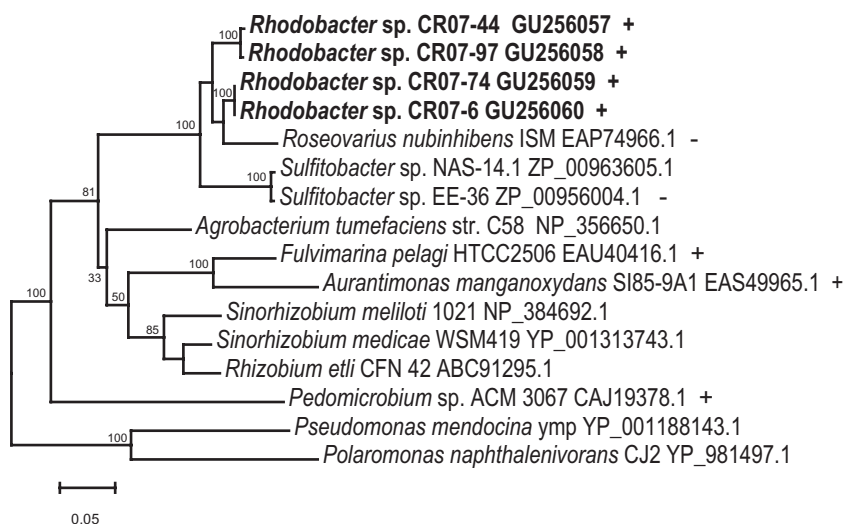 100
Rhodobacter sp. CR07-44 GU256057 +
Rhodobacter sp. CR07-97 GU256058 +
Rhodobacter sp. CR07-74 GU256059 +
100
Rhodobacter sp. CR07-6 GU256060 +
100
Roseovarius nubinhibens ISM EAP74966.1 -
Sulfitobacter sp. NAS-14.1 ZP_00963605.1
100
Sulfitobacter sp. EE-36 ZP_00956004.1 -
81
Agrobacterium tumefaciens str. C58 NP_356650.1
Fulvimarina pelagi HTCC2506 EAU40416.1 +
33
100
Aurantimonas manganoxydans SI85-9A1 EAS49965.1 +
100
50
Sinorhizobium meliloti 1021 NP_384692.1
85
Sinorhizobium medicae WSM419 YP_001313743.1
Rhizobium etli CFN 42 ABC91295.1
Pedomicrobium sp. ACM 3067 CAJ19378.1 +
Pseudomonas mendocina ymp YP_001188143.1
100
Polaromonas naphthalenivorans CJ2 YP_981497.1
0.05